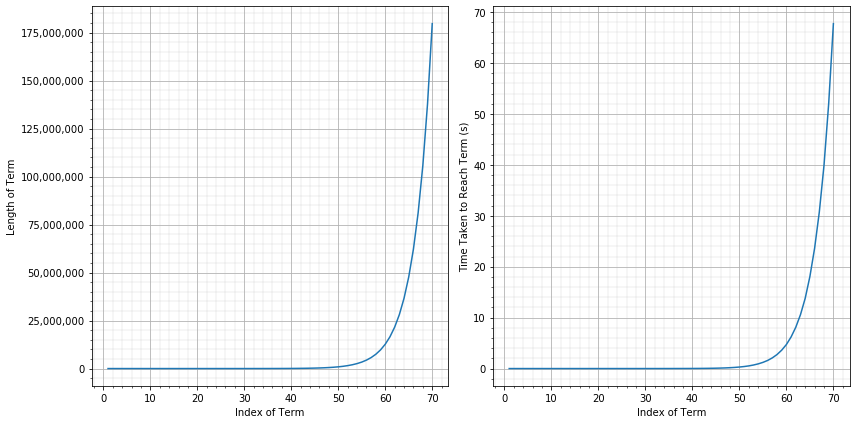 Length of Term
175,000,000
150,000,000
125,000,000
100,000,000
75,000,000
50,000,000
25,000,000
0
0 10 20 30 40 50 60 70
Index of Term
Time Taken to Reach Term (s)
70
60
50
40
30
20
10
0
0 10 20 30 40 50 60 70
Index of Term